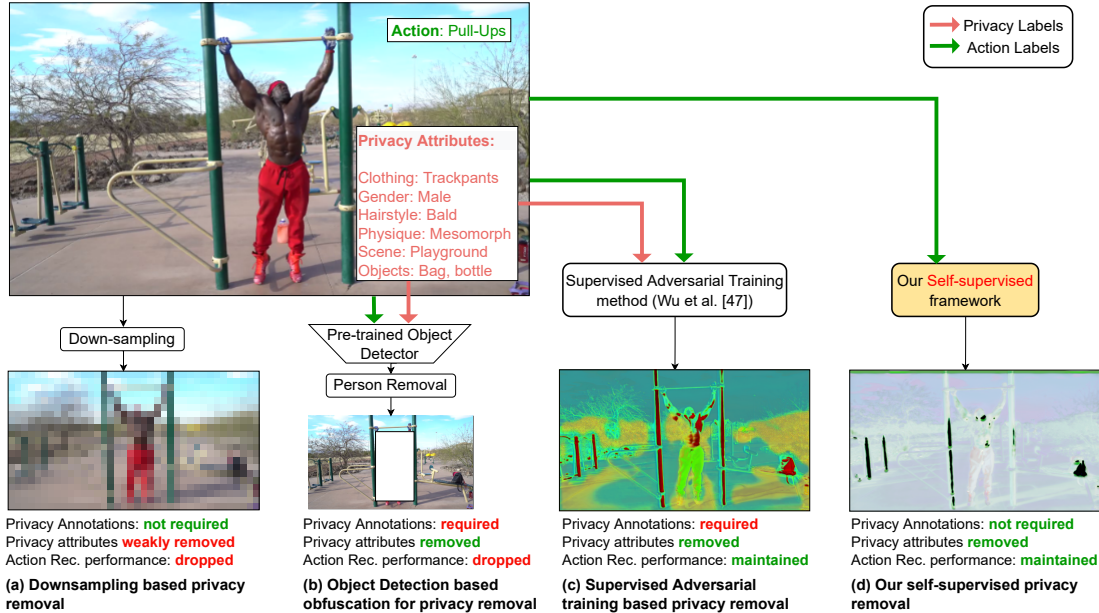 Action: Pull-Ups
Privacy Labels
Action Labels
Privacy Attributes:
Clothing: Trackpants
Gender: Male
Hairstyle: Bald
Physique: Mesomorph
Scene: Playground
Objects: Bag, bottle
Down-sampling
Pre-trained Object
Detector
Person Removal
Supervised Adversarial Training
method (Wu et al. [47])
Our Self-supervised
framework
Privacy Annotations: not required
Privacy attributes weakly removed
Action Rec. performance: dropped
(a) Downsampling based privacy
removal
Privacy Annotations: required
Privacy attributes removed
Action Rec. performance: dropped
(b) Object Detection based
obfuscation for privacy removal
Privacy Annotations: required
Privacy attributes removed
Action Rec. performance: maintained
(c) Supervised Adversarial
training based privacy removal
Privacy Annotations: not required
Privacy attributes removed
Action Rec. performance: maintained
(d) Our self-supervised privacy
removal